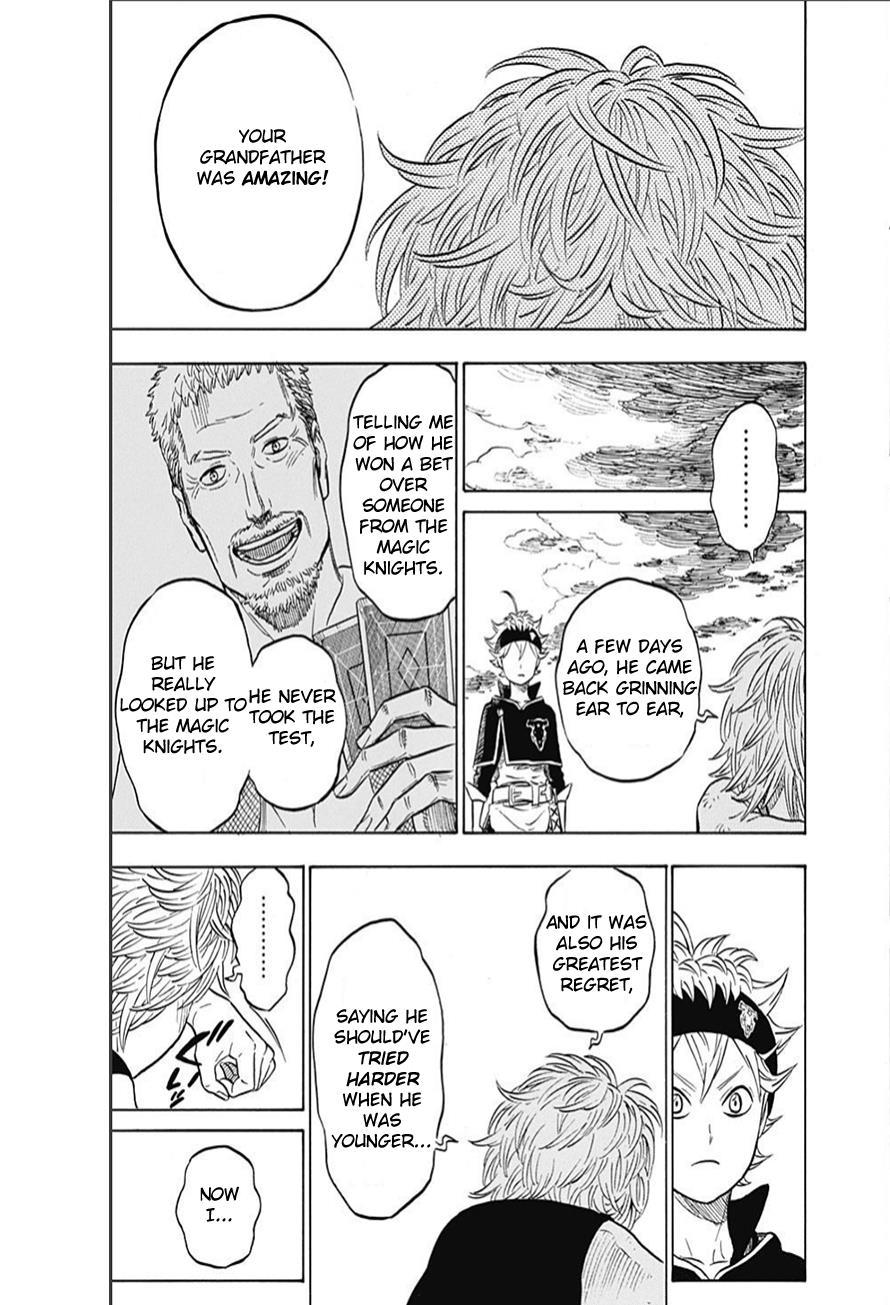 YOUR
GRANDFATHER
WAS AMAZING!
.........
A FEW DAYS
AGO, HE CAME
BACK GRINNING
EAR TO EAR,
TELLING ME
OF HOW HE
WON A BET
OVER
SOMEONE
FROM THE
MAGIC
KNIGHTS.
HE NEVER
TOOK THE
TEST,
BUT HE
REALLY
LOOKED UP TO
THE MAGIC
KNIGHTS.
AND IT WAS
ALSO HIS
GREATEST
REGRET,
SAYING HE
SHOULD'VE
TRIED
HARDER
WHEN HE
WAS
YOUNGER...
.........
NOW
I...